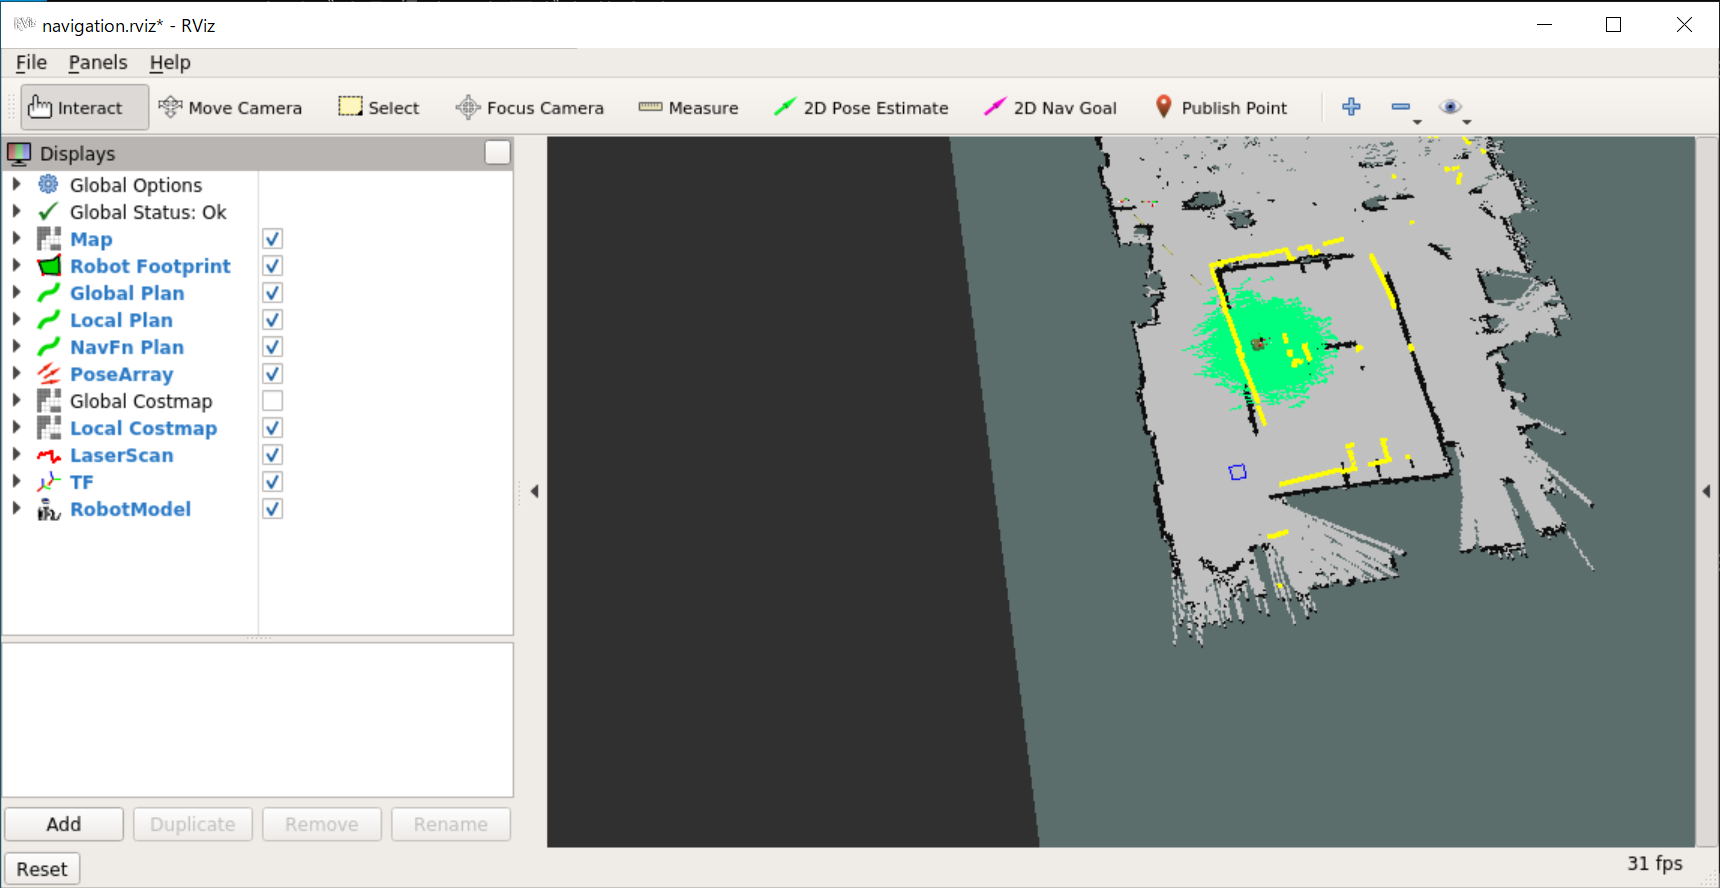 navigation.rviz* - RViz
File Panels Help
Interact Move Camera Select Focus Camera Measure 2D Pose Estimate 2D Nav Goal Publish Point
Displays
Global Options
Global Status: Ok
Map
Robot Footprint
Global Plan
Local Plan
NavFn Plan
PoseArray
Global Costmap
Local Costmap
LaserScan
TF
RobotModel
Add Duplicate Remove Rename
Reset
31 fps